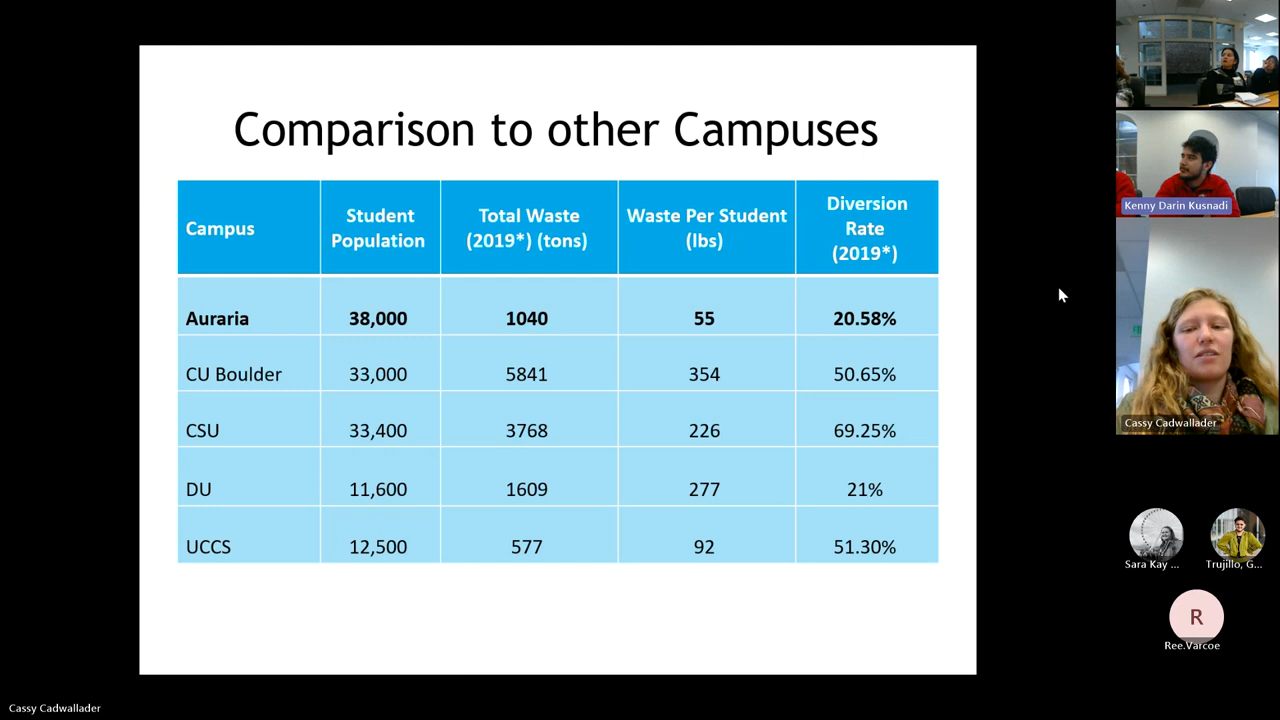 Comparison to other Campuses
Campus
Student
Population
Total Waste
(2019*) (tons)
Waste Per Student
(lbs)
Diversion
Rate
(2019*)
Auraria
38,000
1040
55
20.58%
CU Boulder
33,000
5841
354
50.65%
CSU
33,400
3768
226
69.25%
DU
11,600
1609
277
21%
UCCS
12,500
577
92
51.30%
Kenny Darin Kusnadi
Cassy Cadwallader
Sara Kay ...
Trujillo, G...
R
Ree.Varcoe
Cassy Cadwallader